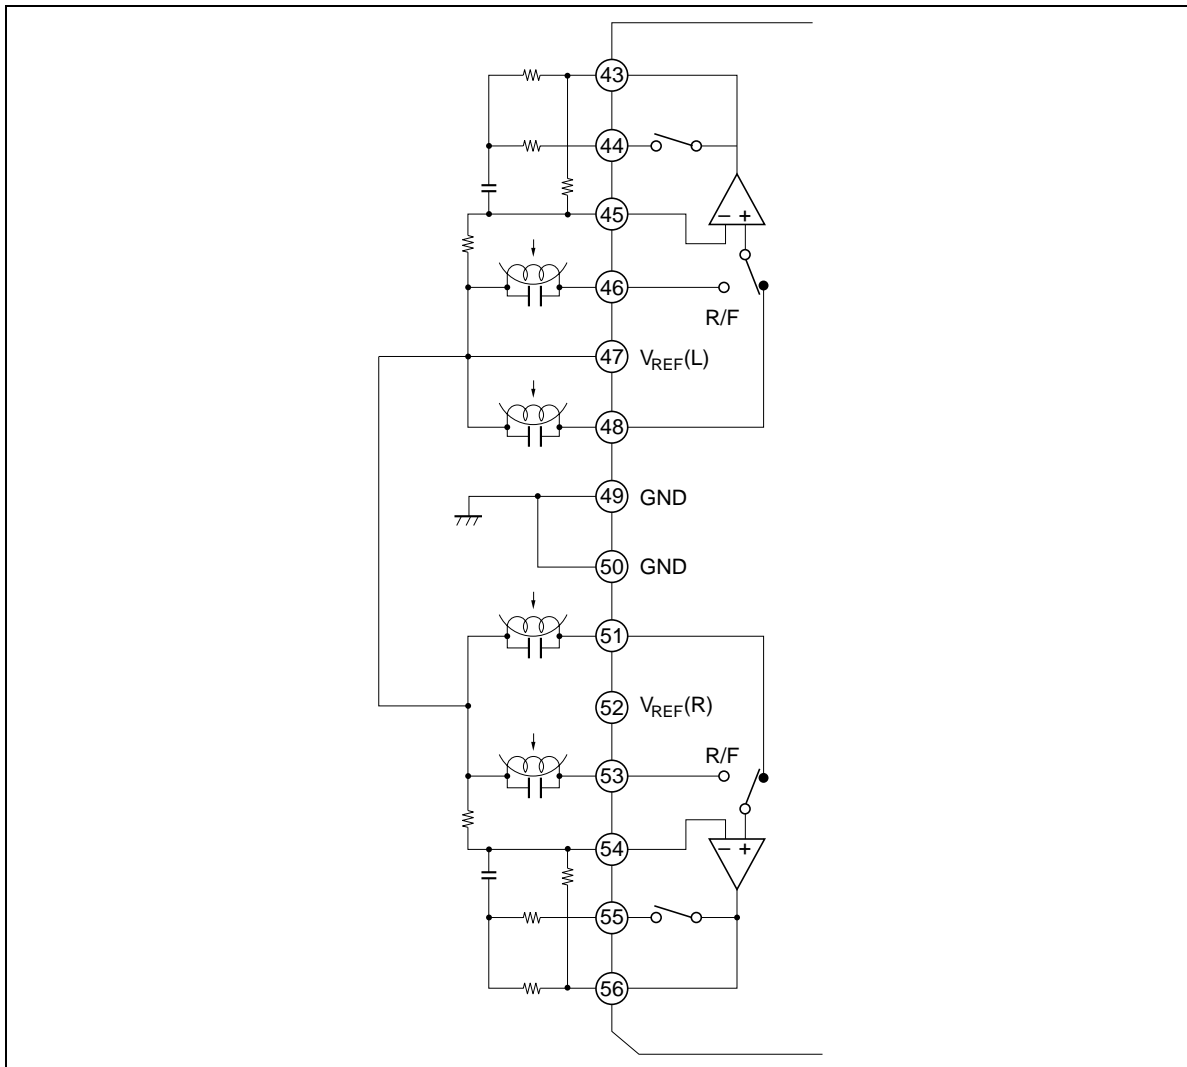 43
44
− +
45
46
R/F
47 VREF(L)
48
49 GND
50 GND
51
52 VREF(R)
R/F
53
54
− +
55
56